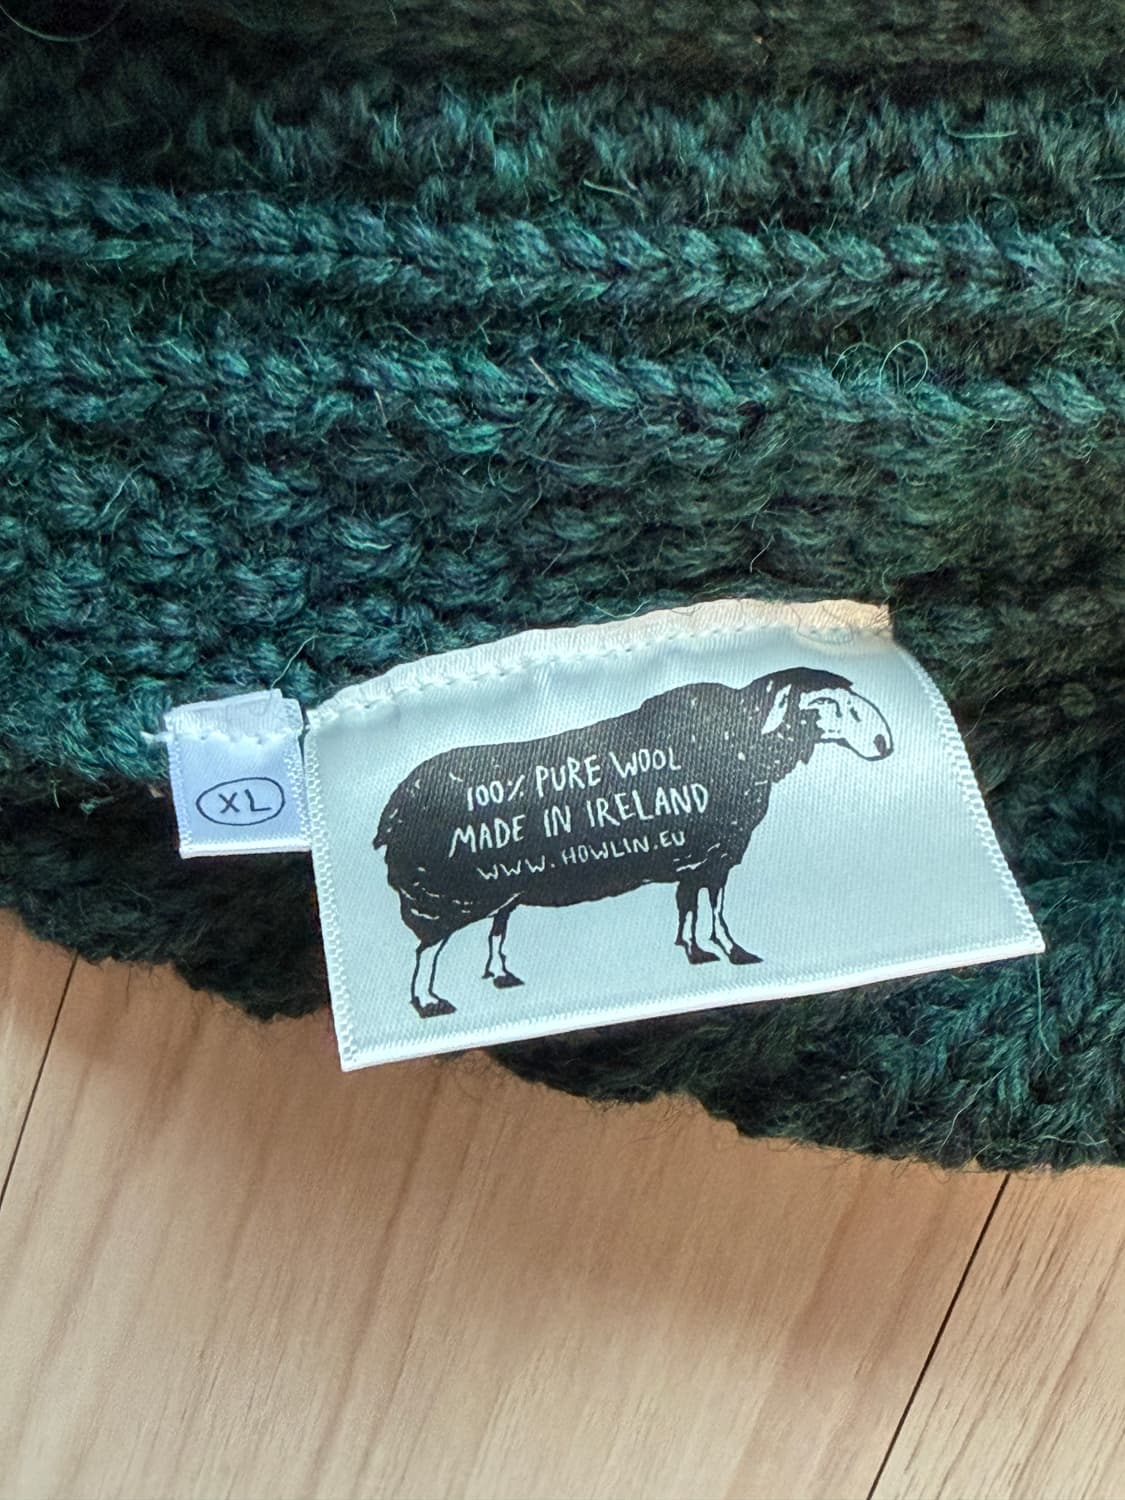 XL
100% PURE WOOL
MADE IN IRELAND
WWW.HOWLIN.EU